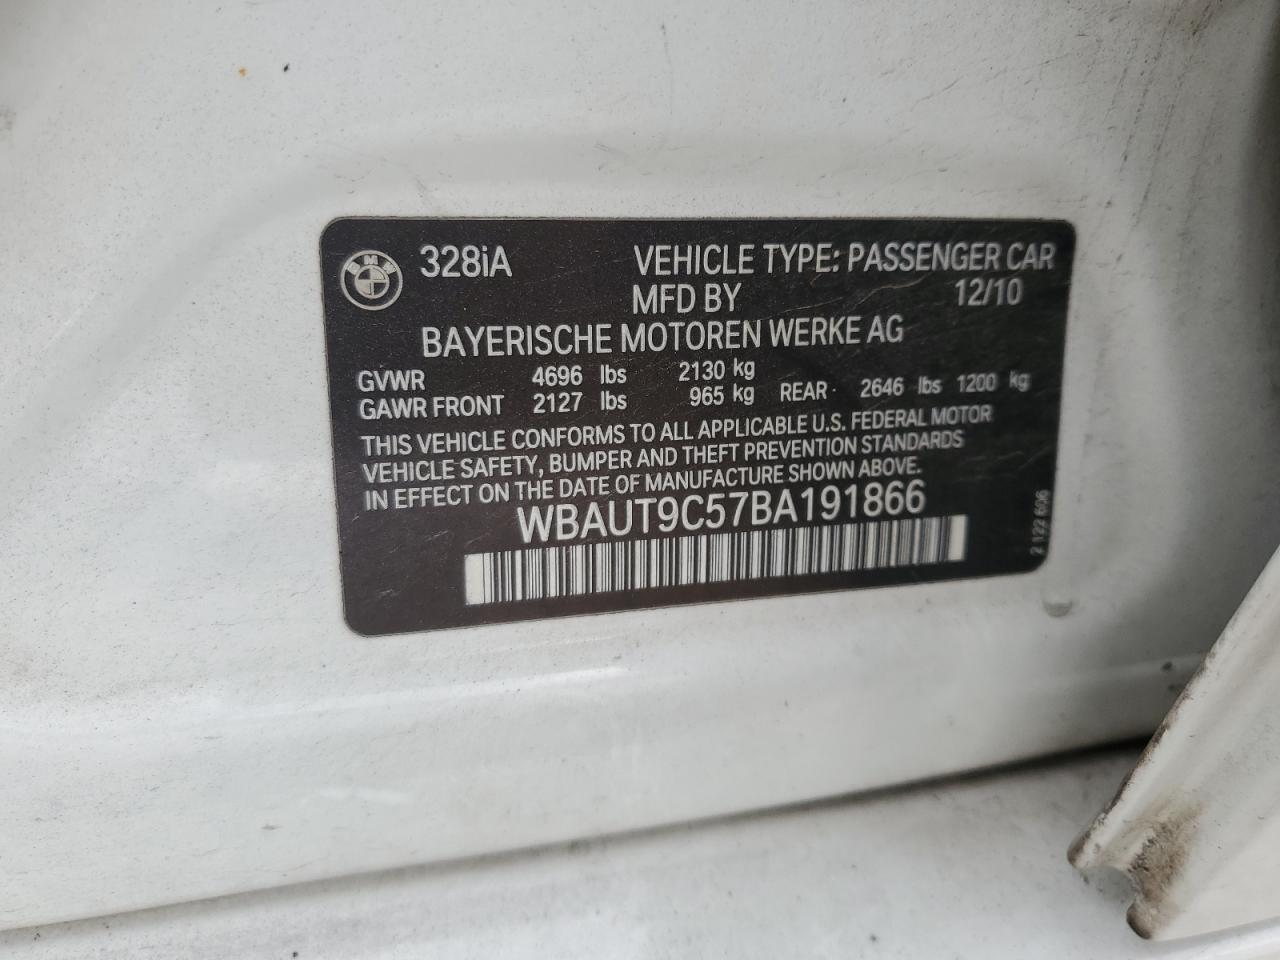 BMW 328iA VEHICLE TYPE: PASSENGER CAR
MFD BY 12/10
BAYERISCHE MOTOREN WERKE AG
GVWR 4696 lbs 2130 kg
GAWR FRONT 2127 lbs 965 kg REAR 2646 lbs 1200 kg
THIS VEHICLE CONFORMS TO ALL APPLICABLE U.S. FEDERAL MOTOR
VEHICLE SAFETY, BUMPER AND THEFT PREVENTION STANDARDS
IN EFFECT ON THE DATE OF MANUFACTURE SHOWN ABOVE.
WBAUT9C57BA191866
2 122 606